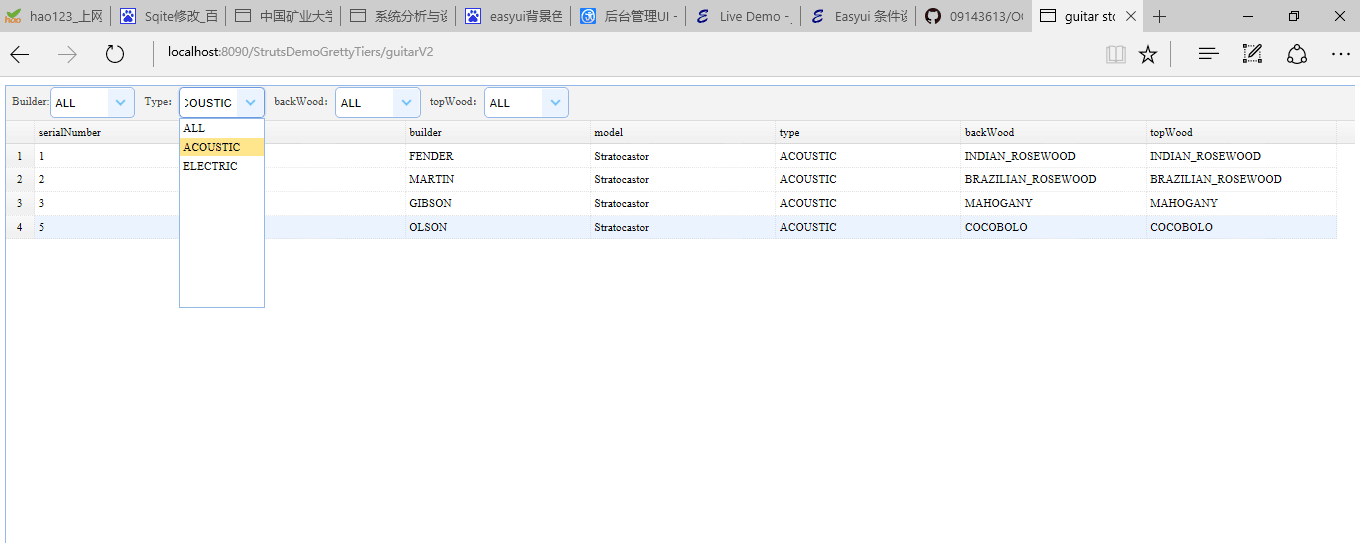 hao123_上网
Sqite修改_百
中国矿业大学
系统分析与设
easyui背景色
后台管理UI -
Live Demo -
Easyui 条件设
09143613/OO
guitar sto
localhost:8090/StrutsDemoGrettyTiers/guitarV2
Builder: ALL Type: COUSTIC backWood: ALL topWood: ALL
serialNumber builder model type backWood topWood
ALL
ACOUSTIC
ELECTRIC
1 1 FENDER Stratocastor ACOUSTIC INDIAN_ROSEWOOD INDIAN_ROSEWOOD
2 2 MARTIN Stratocastor ACOUSTIC BRAZILIAN_ROSEWOOD BRAZILIAN_ROSEWOOD
3 3 GIBSON Stratocastor ACOUSTIC MAHOGANY MAHOGANY
4 5 OLSON Stratocastor ACOUSTIC COCOBOLO COCOBOLO